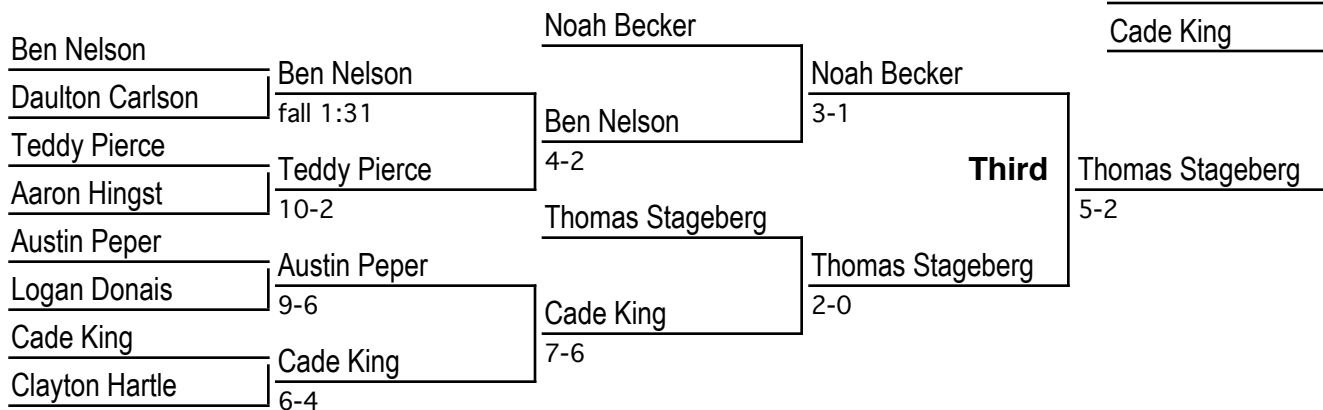 Ben Nelson
Daulton Carlson
Teddy Pierce
Aaron Hingst
Austin Peper
Logan Donais
Cade King
Clayton Hartle
Ben Nelson
fall 1:31
Teddy Pierce
10-2
Austin Peper
9-6
Cade King
6-4
Noah Becker
Ben Nelson
4-2
Thomas Stageberg
Cade King
7-6
Noah Becker
3-1
Thomas Stageberg
2-0
Third
Thomas Stageberg
5-2
Cade King